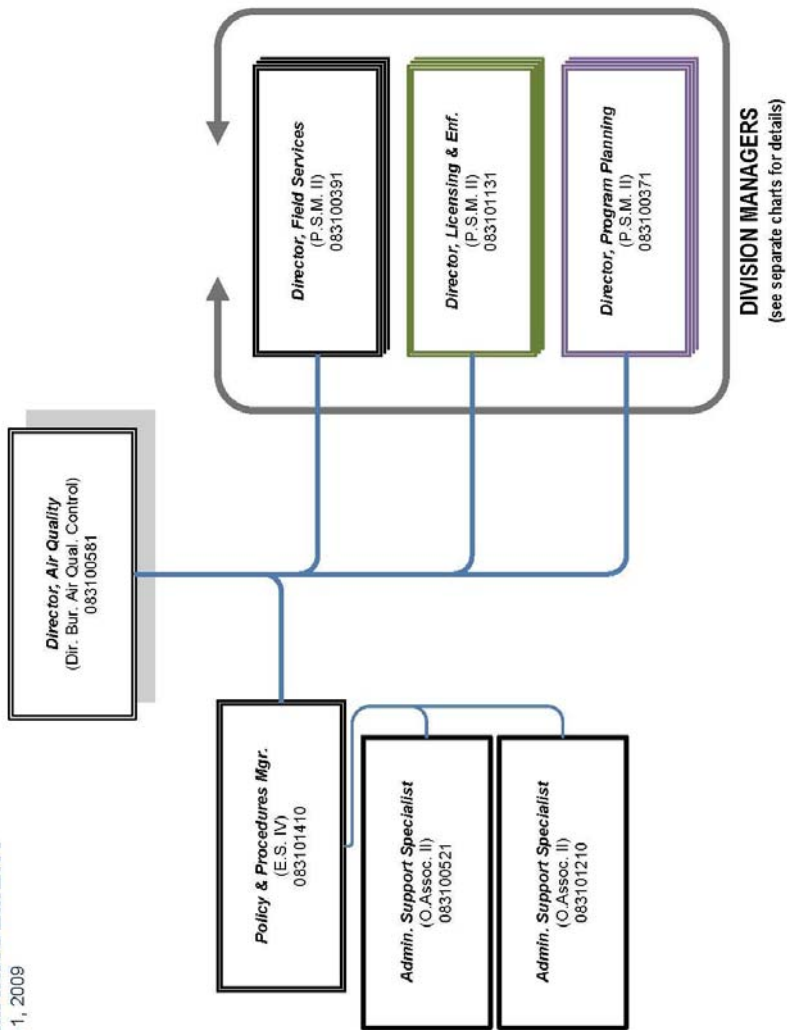 1, 2009
Director, Air Quality
(Dir. Bur. Air Qual. Control)
083100581
Policy & Procedures Mgr.
(E.S. IV)
083101410
Admin. Support Specialist
(O.Assoc. II)
083100521
Admin. Support Specialist
(O.Assoc. II)
083101210
Director, Field Services
(P.S.M. II)
083100391
Director, Licensing & Enf.
(P.S.M. II)
083101131
Director, Program Planning
(P.S.M. II)
083100371
DIVISION MANAGERS
(see separate charts for details)